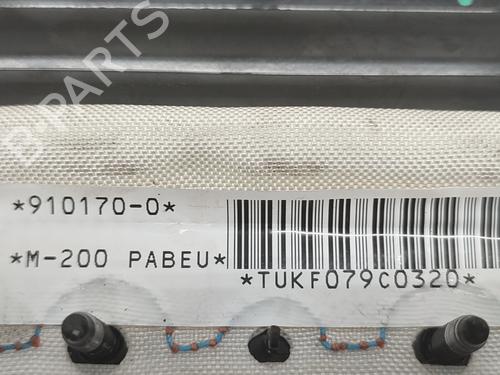 B-PARTS
*910170-0*
*M-200 PABEU*
*TUKF079C0320*